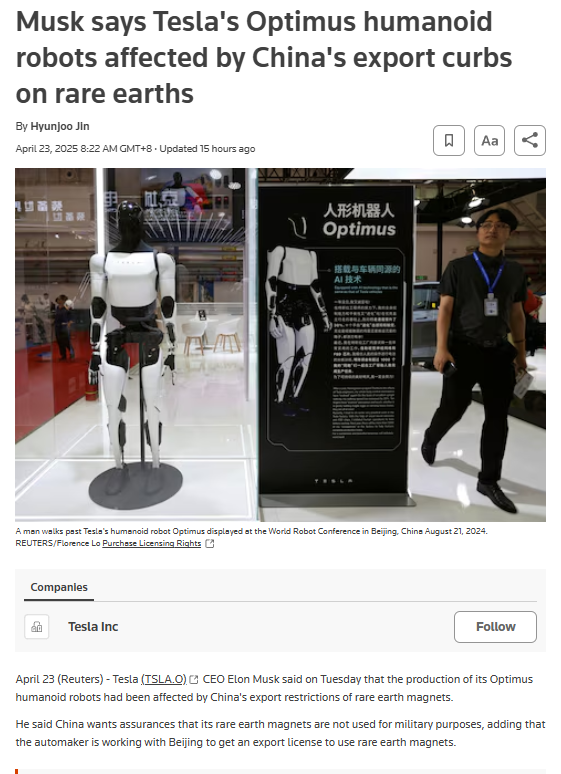 Musk says Tesla's Optimus humanoid
robots affected by China's export curbs
on rare earths
By Hyunjoo Jin
April 23, 2025 8:22 AM GMT+8 · Updated 15 hours ago
Aa
人形机器人
Optimus
搭载与车辆同源的
AI 技术
TESLA
A man walks past Tesla's humanoid robot Optimus displayed at the World Robot Conference in Beijing, China August 21, 2024.
REUTERS/Florence Lo Purchase Licensing Rights
Companies
Tesla Inc
Follow
April 23 (Reuters) - Tesla (TSLA.O) CEO Elon Musk said on Tuesday that the production of its Optimus
humanoid robots had been affected by China's export restrictions of rare earth magnets.
He said China wants assurances that its rare earth magnets are not used for military purposes, adding that
the automaker is working with Beijing to get an export license to use rare earth magnets.